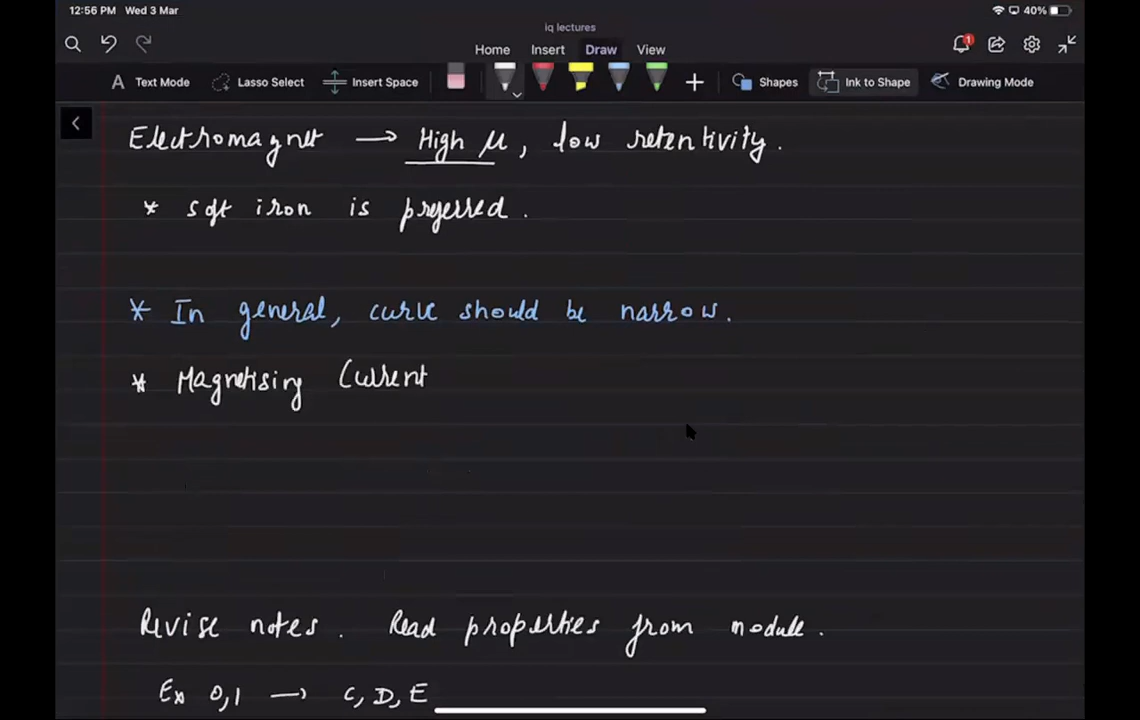 12:56 PM Wed 3 Mar
40%
iq lectures
Home Insert Draw View
1
Text Mode Lasso Select Insert Space Shapes Ink to Shape Drawing Mode
Electromagnet → High μ, low retentivity.
* soft iron is preferred.
* In general, curve should be narrow.
* Magnetising Current
Revise notes. Read properties from module.
Ex 0,1 → C, D, E